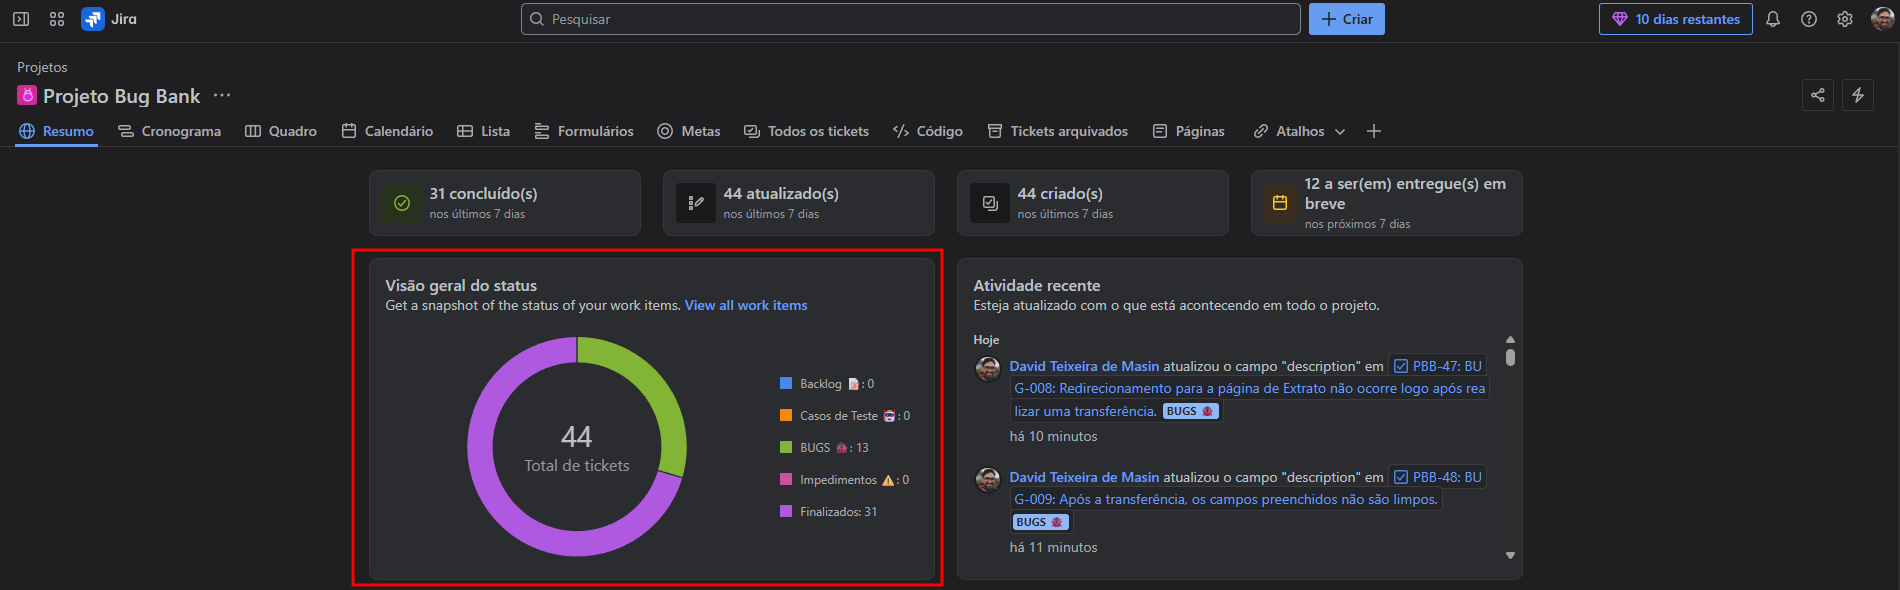 Jira
Pesquisar
Criar
10 dias restantes
Projetos
Projeto Bug Bank
Resumo
Cronograma
Quadro
Calendário
Lista
Formulários
Metas
Todos os tickets
Código
Tickets arquivados
Páginas
Atalhos
31 concluído(s)
nos últimos 7 dias
44 atualizado(s)
nos últimos 7 dias
44 criado(s)
nos últimos 7 dias
12 a ser(em) entregue(s) em
breve
nos próximos 7 dias
Visão geral do status
Get a snapshot of the status of your work items. View all work items
44
Total de tickets
Backlog 📝: 0
Casos de Teste 🤖: 0
BUGS 🐞: 13
Impedimentos ⚠️: 0
Finalizados: 31
Atividade recente
Esteja atualizado com o que está acontecendo em todo o projeto.
Hoje
David Teixeira de Masin atualizou o campo "description" em PBB-47: BU
G-008: Redirecionamento para a página de Extrato não ocorre logo após rea
lizar uma transferência. BUGS 🐞
há 10 minutos
David Teixeira de Masin atualizou o campo "description" em PBB-48: BU
G-009: Após a transferência, os campos preenchidos não são limpos.
BUGS 🐞
há 11 minutos